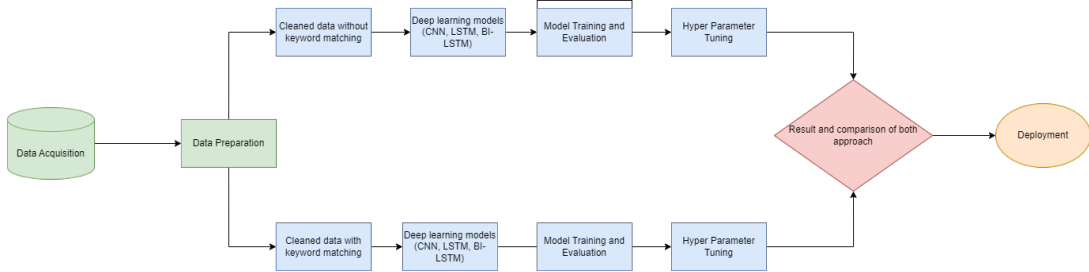 Cleaned data without
keyword matching
Deep learning models
(CNN, LSTM, BI-
LSTM)
Model Training and
Evaluation
Hyper Parameter
Tuning
Data Acquisition
Data Preparation
Result and comparison of both
approach
Deployment
Cleaned data with
keyword matching
Deep learning models
(CNN, LSTM, BI-
LSTM)
Model Training and
Evaluation
Hyper Parameter
Tuning